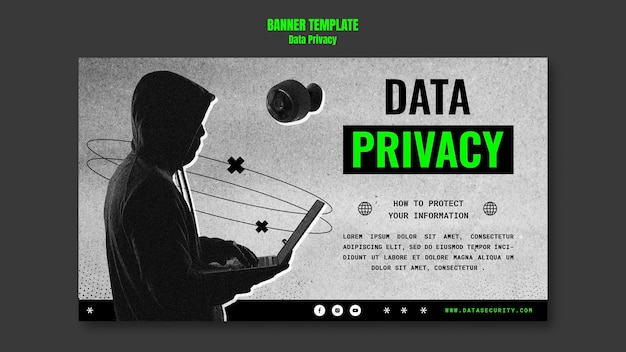 BANNER TEMPLATE
Data Privacy
DATA
PRIVACY
HOW TO PROTECT
YOUR INFORMATION
LOREM IPSUM DOLOR SIT AMET, CONSECTETUR
ADIPISCING ELIT, SED DO EIUSMOD TEMPOR INCI-
DIDUNT UT LABORE ET DOLORE MAGNA ALIQUA UM
DOLOR SIT AMET, CONSECTETUR .
WWW.DATASECURITY.COM